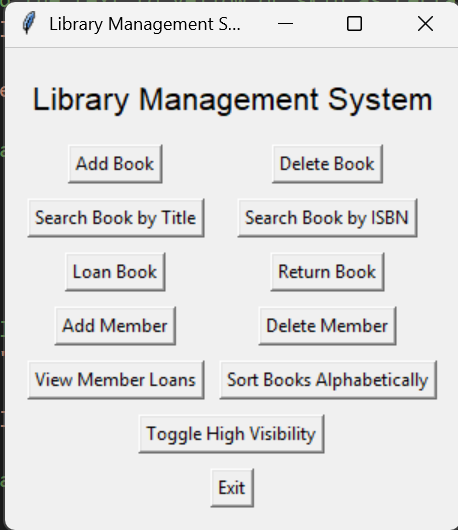 Library Management S...
Library Management System
Add Book Delete Book
Search Book by Title Search Book by ISBN
Loan Book Return Book
Add Member Delete Member
View Member Loans Sort Books Alphabetically
Toggle High Visibility
Exit